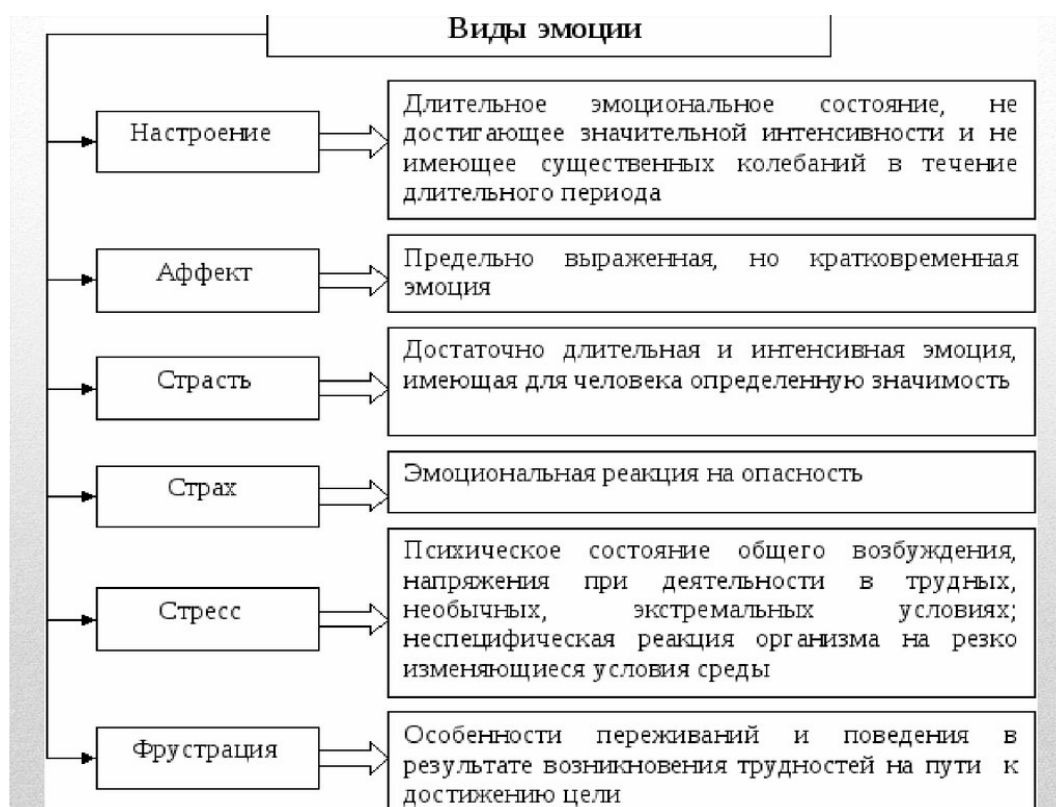 Виды эмоции
Настроение
Длительное эмоциональное состояние, не
достигающее значительной интенсивности и не
имеющее существенных колебаний в течение
длительного периода
Аффект
Предельно выраженная, но кратковременная
эмоция
Страсть
Достаточно длительная и интенсивная эмоция,
имеющая для человека определенную значимость
Страх
Эмоциональная реакция на опасность
Стресс
Психическое состояние общего возбуждения,
напряжения при деятельности в трудных,
необычных, экстремальных условиях;
неспецифическая реакция организма на резко
изменяющиеся условия среды
Фрустрация
Особенности переживаний и поведения в
результате возникновения трудностей на пути к
достижению цели